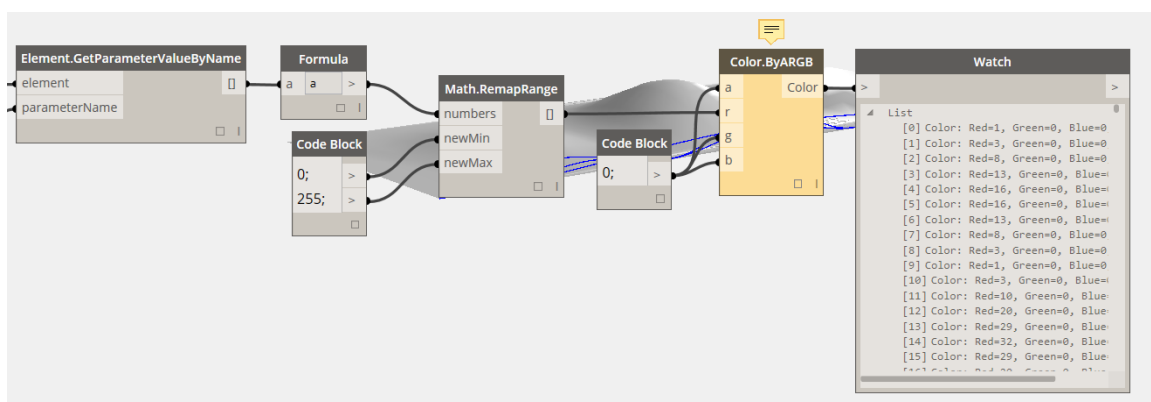 Element.GetParameterValueByName
element []
parameterName
Formula
a a >
Code Block
0; >
255; >
Math.RemapRange
numbers []
newMin
newMax
Code Block
0; >
Color.ByARGB
a Color
r
g
b
Watch
> >
List
[0] Color: Red=1, Green=0, Blue=0
[1] Color: Red=3, Green=0, Blue=0
[2] Color: Red=8, Green=0, Blue=0
[3] Color: Red=13, Green=0, Blue=
[4] Color: Red=16, Green=0, Blue=
[5] Color: Red=16, Green=0, Blue=
[6] Color: Red=13, Green=0, Blue=
[7] Color: Red=8, Green=0, Blue=0
[8] Color: Red=3, Green=0, Blue=0
[9] Color: Red=1, Green=0, Blue=0
[10] Color: Red=3, Green=0, Blue=
[11] Color: Red=10, Green=0, Blue
[12] Color: Red=20, Green=0, Blue
[13] Color: Red=29, Green=0, Blue
[14] Color: Red=32, Green=0, Blue
[15] Color: Red=29, Green=0, Blue